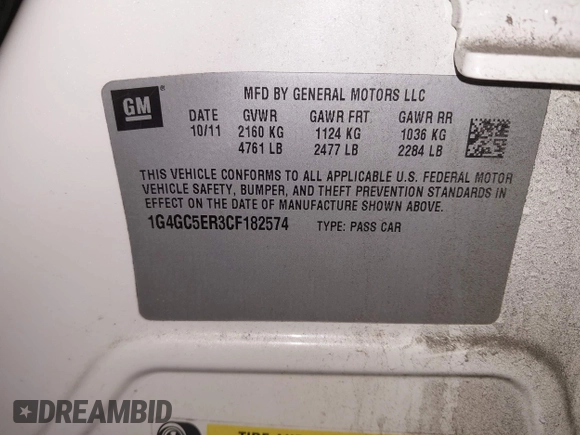 GM
MFD BY GENERAL MOTORS LLC
DATE GVWR GAWR FRT GAWR RR
10/11 2160 KG 1124 KG 1036 KG
4761 LB 2477 LB 2284 LB
THIS VEHICLE CONFORMS TO ALL APPLICABLE U.S. FEDERAL MOTOR
VEHICLE SAFETY, BUMPER, AND THEFT PREVENTION STANDARDS IN
EFFECT ON THE DATE OF MANUFACTURE SHOWN ABOVE.
1G4GC5ER3CF182574 TYPE: PASS CAR
DREAMBID